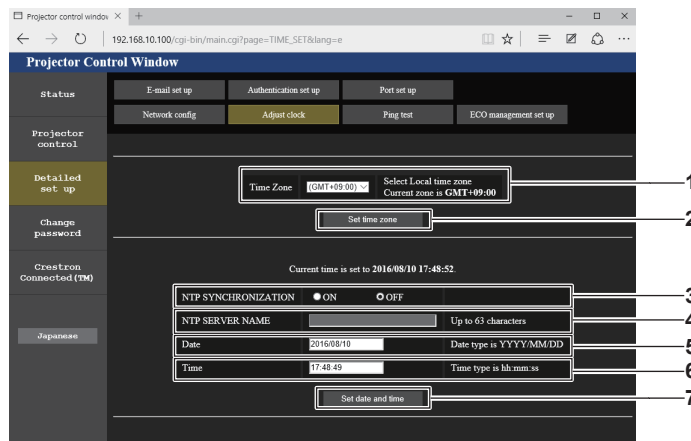 Projector control window
192.168.10.100/cgi-bin/main.cgi?page=TIME_SET&lang=e
Projector Control Window
Status
Projector
control
Detailed
set up
Change
password
Crestron
Connected(TM)
Japanese
E-mail set up
Authentication set up
Port set up
Network config
Adjust clock
Ping test
ECO management set up
Time Zone
(GMT+09:00)
Select Local time zone
Current zone is GMT+09:00
1
Set time zone
2
Current time is set to 2016/08/10 17:48:52.
NTP SYNCHRONIZATION ON OFF
3
NTP SERVER NAME Up to 63 characters
4
Date 2016/08/10 Date type is YYYY/MM/DD
5
Time 17:48:49 Time type is hh:mm:ss
6
Set date and time
7